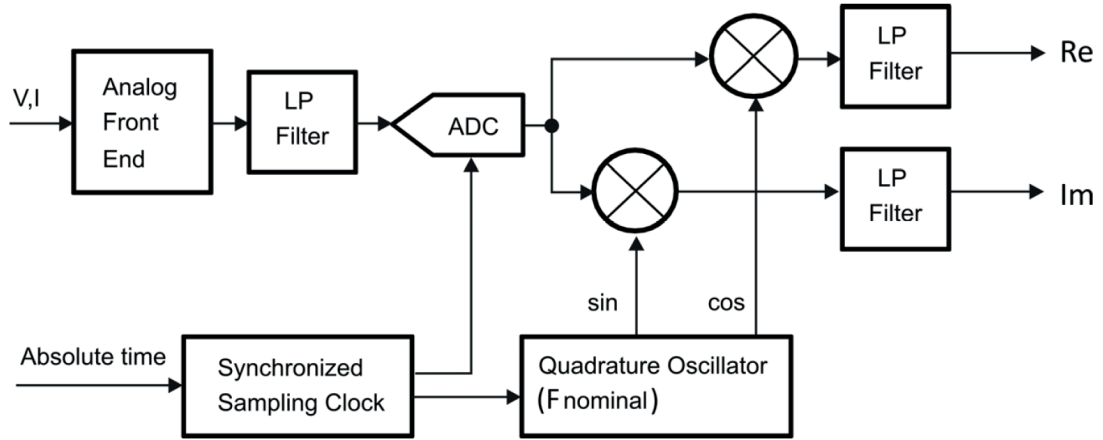 V,I
Analog
Front
End
LP
Filter
ADC
LP
Filter
Re
LP
Filter
Im
sin
cos
Absolute time
Synchronized
Sampling Clock
Quadrature Oscillator
(Fnominal)